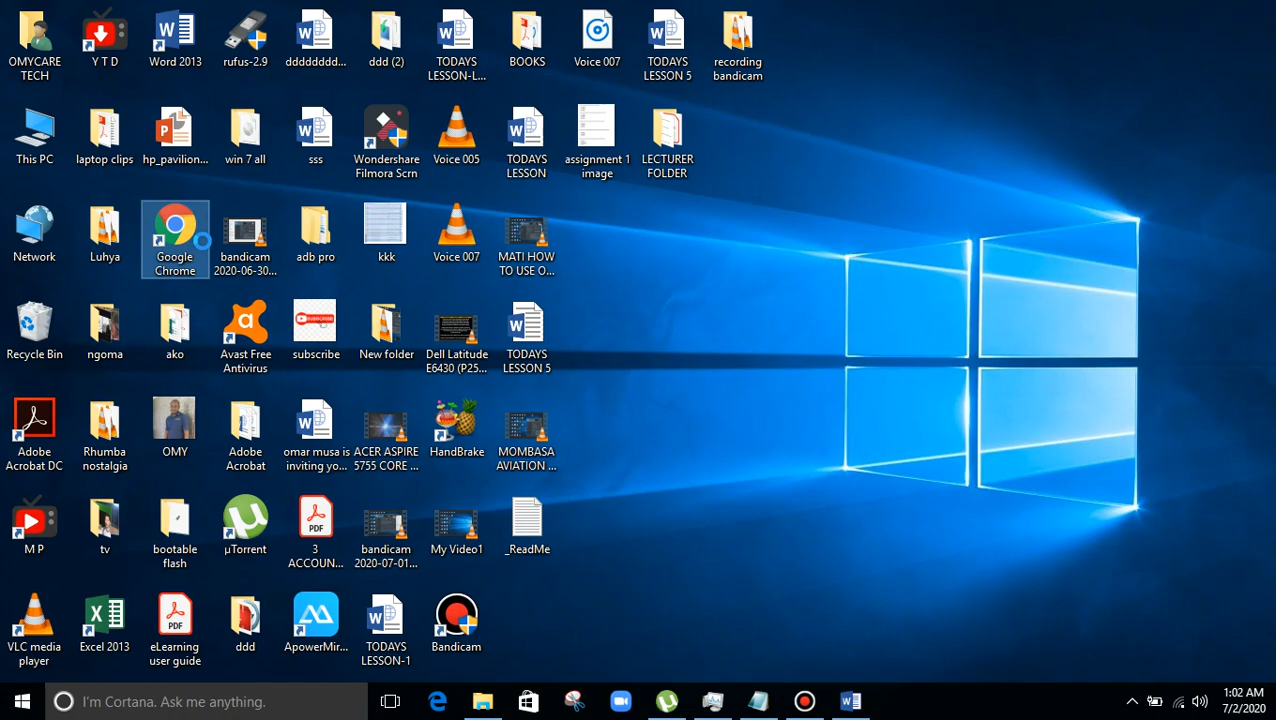 OMYCARE
TECH
Y T D
Word 2013
rufus-2.9
dddddddd...
ddd (2)
TODAYS
LESSON-L...
BOOKS
Voice 007
TODAYS
LESSON 5
recording
bandicam
This PC
laptop clips
hp_pavilion...
win 7 all
sss
Wondershare
Filmora Scrn
Voice 005
TODAYS
LESSON
assignment 1
image
LECTURER
FOLDER
Network
Luhya
Google
Chrome
bandicam
2020-06-30...
adb pro
kkk
Voice 007
MATI HOW
TO USE O...
Recycle Bin
ngoma
ako
Avast Free
Antivirus
SUBSCRIBE
subscribe
New folder
Dell Latitude
E6430 (P25...
TODAYS
LESSON 5
Adobe
Acrobat DC
Rhumba
nostalgia
OMY
Adobe
Acrobat
omar musa is
inviting yo...
ACER ASPIRE
5755 CORE ...
HandBrake
MOMBASA
AVIATION ...
M P
tv
bootable
flash
µTorrent
PDF
3
ACCOUN...
bandicam
2020-07-01...
My Video1
_ReadMe
VLC media
player
Excel 2013
PDF
eLearning
user guide
ddd
ApowerMir...
TODAYS
LESSON-1
Bandicam
I'm Cortana. Ask me anything.
1:02 AM
7/2/2020